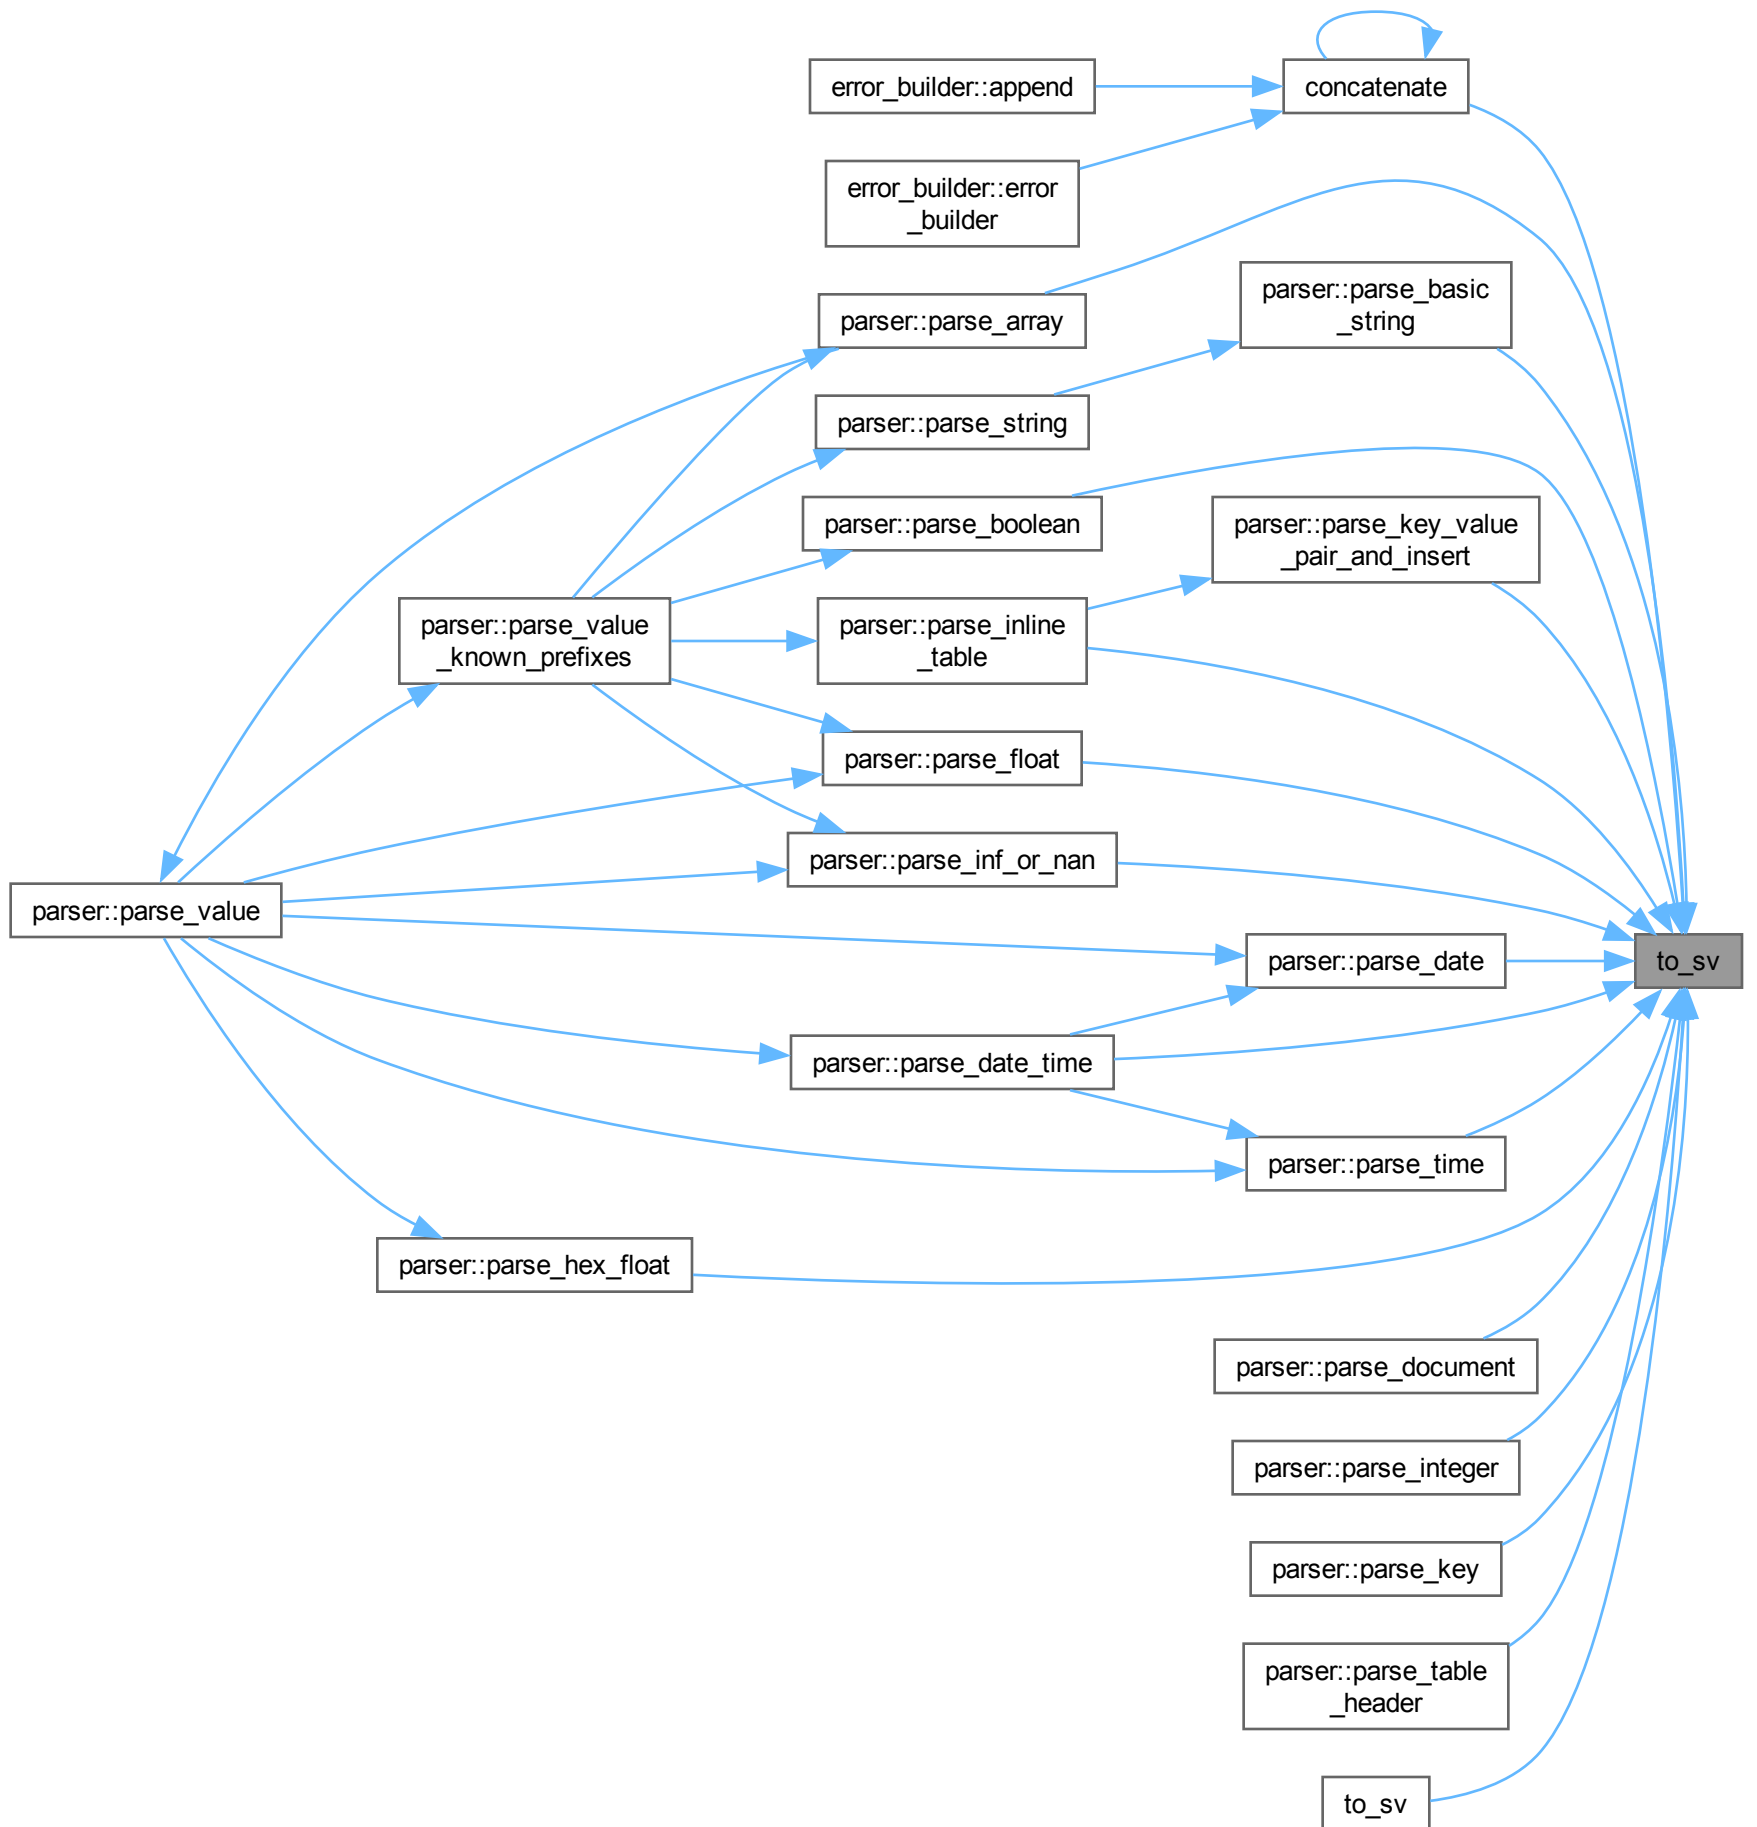 error_builder::append
concatenate
error_builder::error
_builder
parser::parse_basic
_string
parser::parse_array
parser::parse_string
parser::parse_boolean
parser::parse_key_value
_pair_and_insert
parser::parse_value
_known_prefixes
parser::parse_inline
_table
parser::parse_float
parser::parse_inf_or_nan
parser::parse_value
parser::parse_date
to_sv
parser::parse_date_time
parser::parse_time
parser::parse_hex_float
parser::parse_document
parser::parse_integer
parser::parse_key
parser::parse_table
_header
to_sv